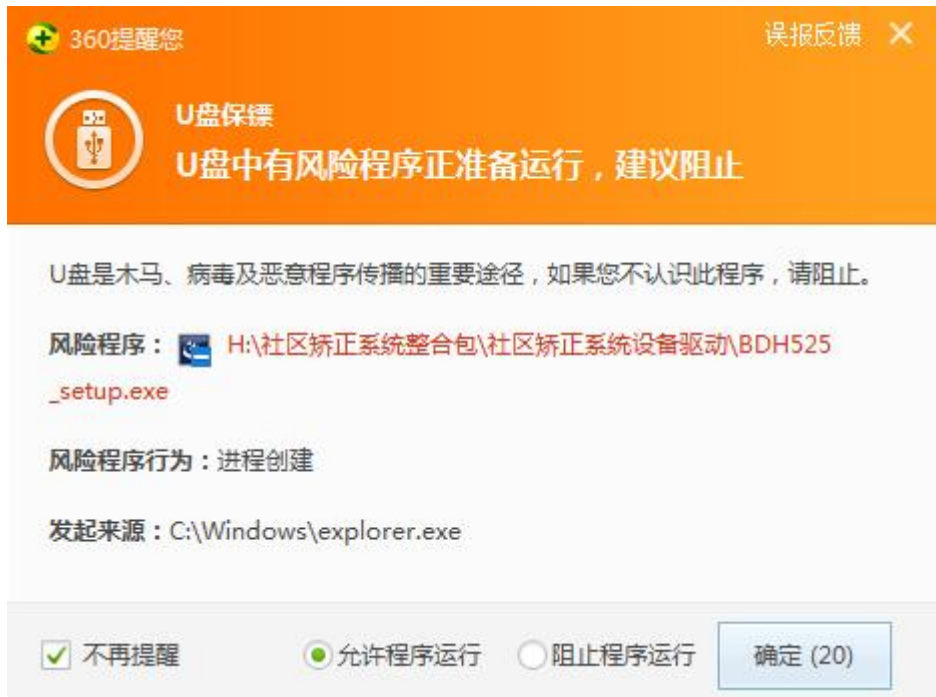 360提醒您
误报反馈
U盘保镖
U盘中有风险程序正准备运行，建议阻止
U盘是木马、病毒及恶意程序传播的重要途径，如果您不认识此程序，请阻止。
风险程序： H:\社区矫正系统整合包\社区矫正系统设备驱动\BDH525
_setup.exe
风险程序行为：进程创建
发起来源：C:\Windows\explorer.exe
不再提醒 允许程序运行 阻止程序运行 确定 (20)